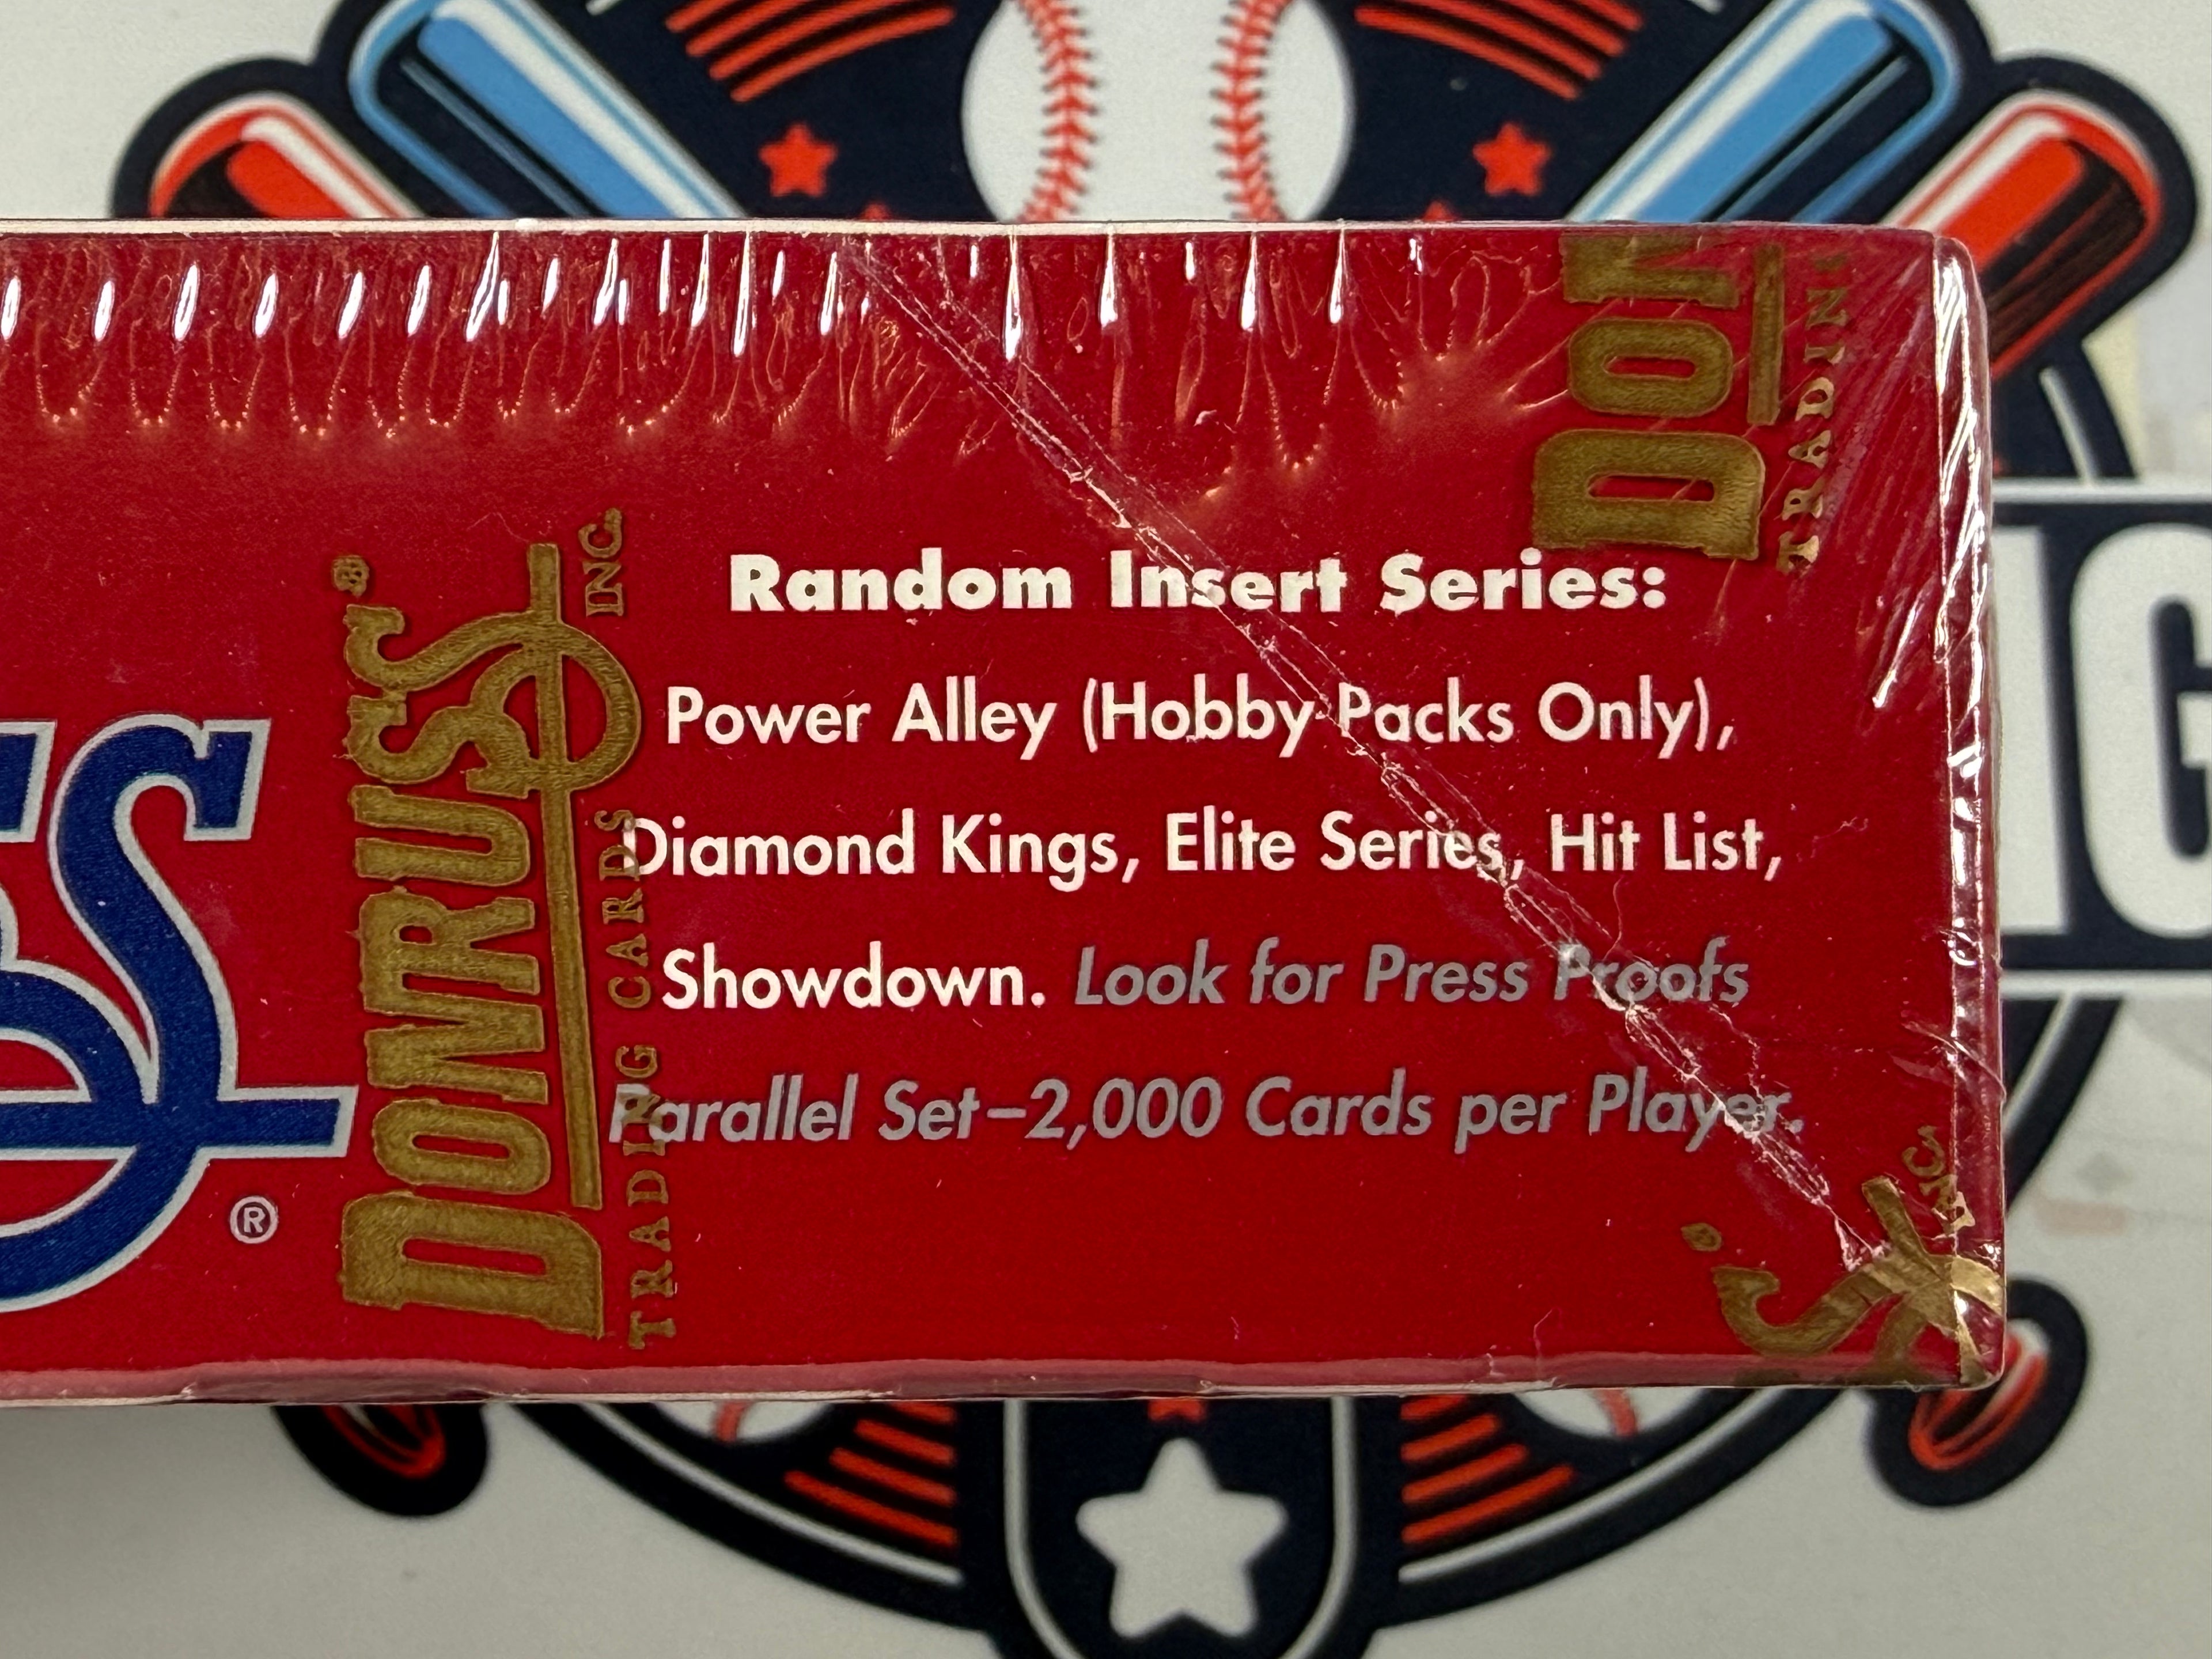 Random Insert Series:
Power Alley (Hobby Packs Only),
Diamond Kings, Elite Series, Hit List,
Showdown. Look for Press Proofs
Parallel Set–2,000 Cards per Player.
DONRUSS®
TRADING CARDS INC.
®
INC.